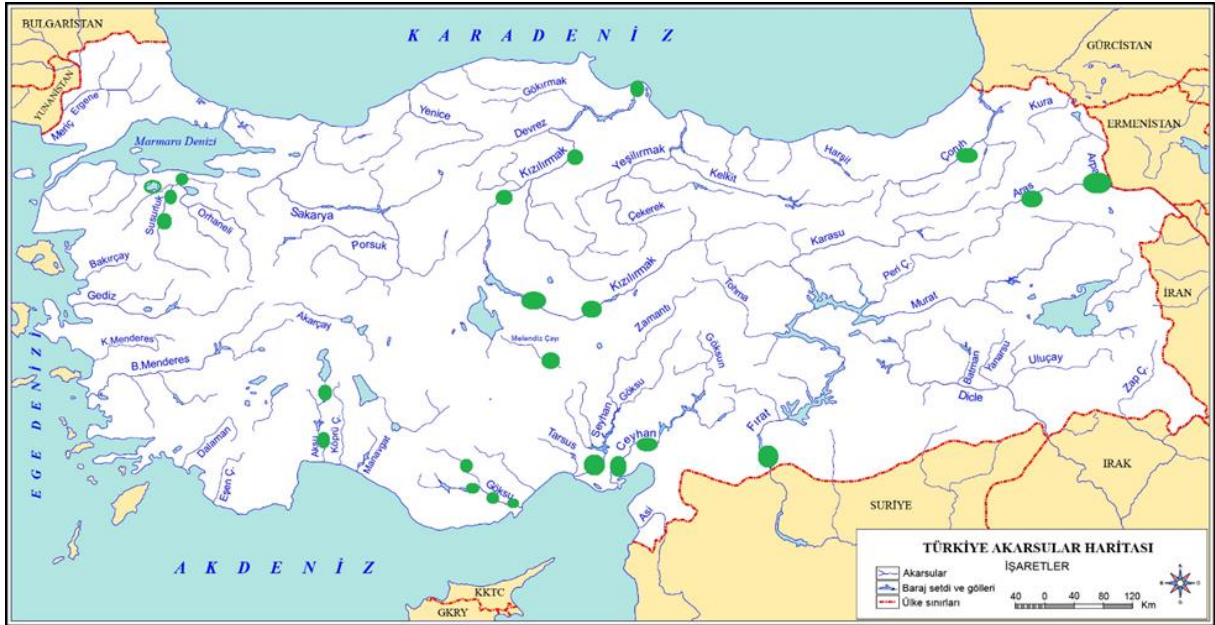 BULGARİSTAN
K A R A D E N İ Z
GÜRCİSTAN
YUNANİSTAN
Meriç
Ergene
Marmara Denizi
Yenice
Gökırmak
Devrez
Kızılırmak
Yeşilırmak
Kelkit
Harşit
Çoruh
Kura
ERMENİSTAN
Arpa
Aras
Susurluk
Orhaneli
Sakarya
Porsuk
Çekerek
Karasu
Peri Ç.
Bakırçay
Gediz
Kızılırmak
Tohma
Murat
İRAN
Akarçay
Zamantı
Melendiz Çayı
K.Menderes
B.Menderes
Göksun
Göksu
Batman
Yanarsu
Uluçay
Zap Ç.
Dicle
Seyhan
Ceyhan
Fırat
Tarsus
Aksu
Köprü Ç.
Manavgat
Dalaman
Eşen Ç.
Göksu
Asi
EGE DENİZİ
A K D E N İ Z
SURİYE
IRAK
KKTC
GKRY
TÜRKİYE AKARSULAR HARİTASI
İŞARETLER
Akarsular
Baraj setdi ve gölleri
Ülke sınırları
40 0 40 80 120
Km